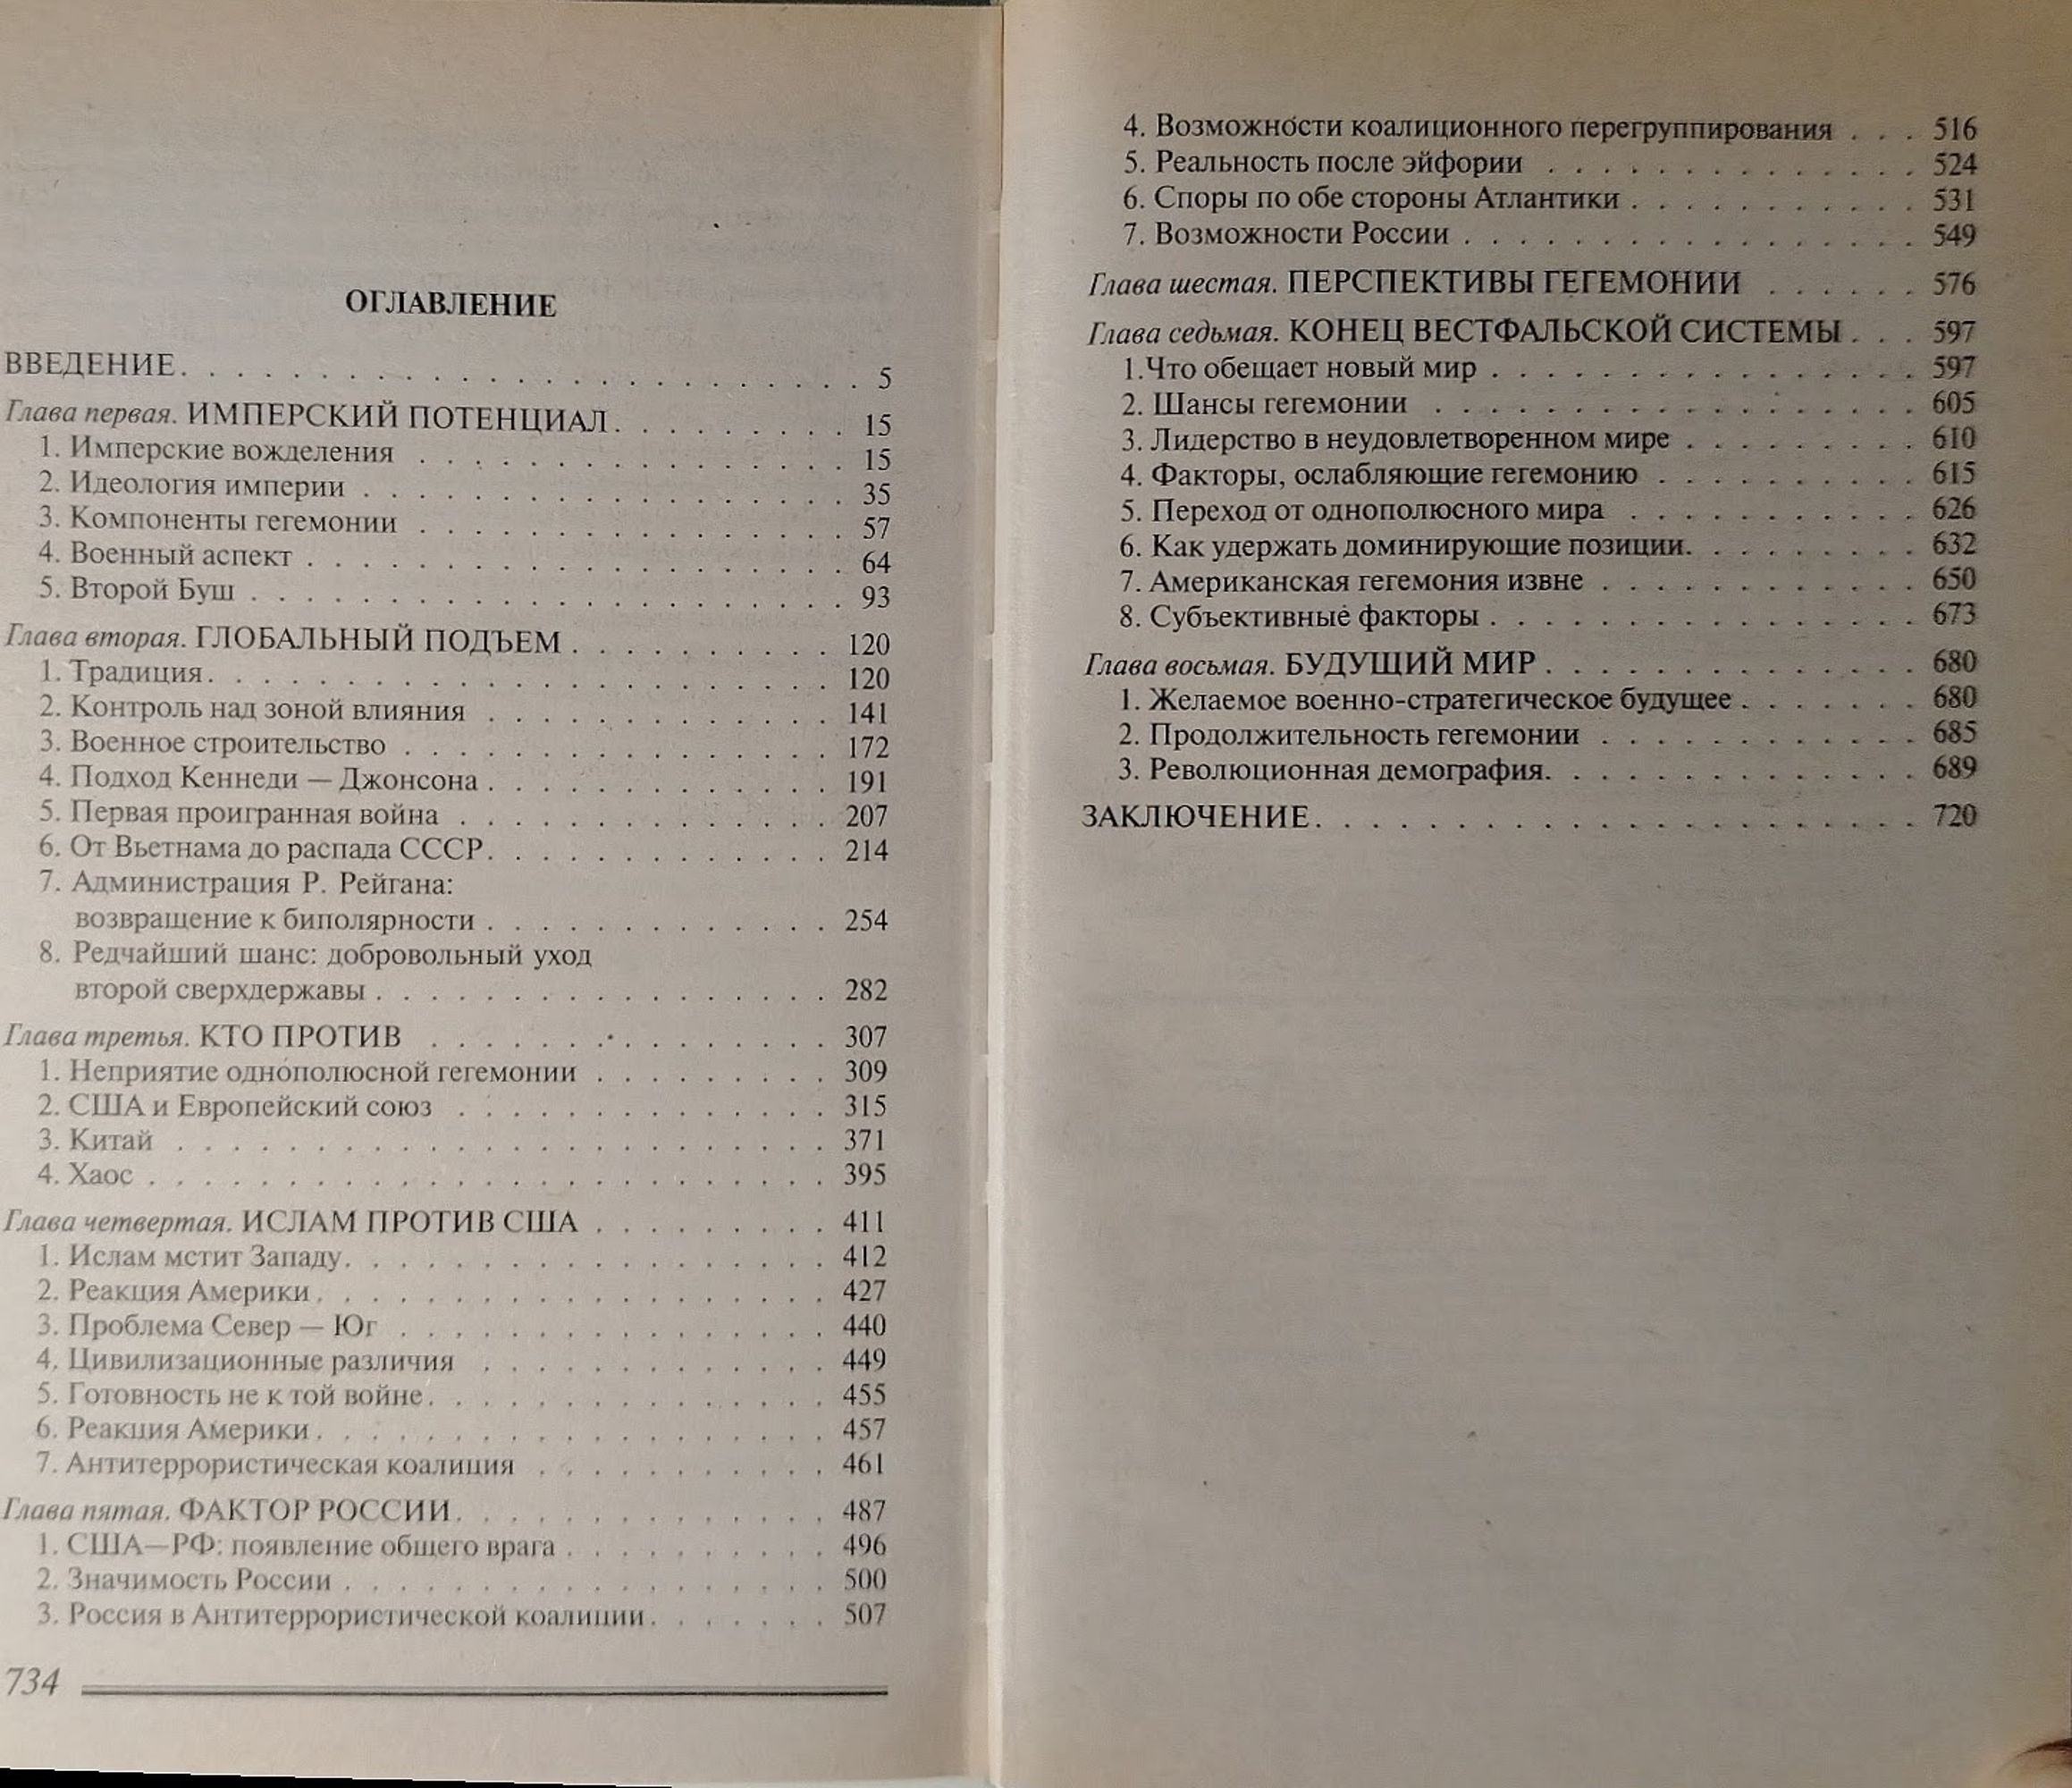 ОГЛАВЛЕНИЕ
ВВЕДЕНИЕ. . . . . . . . . . . . . . . . . . . . . . . . . 5
Глава первая. ИМПЕРСКИЙ ПОТЕНЦИАЛ. . . . . . . . . 15
1. Имперские вожделения . . . . . . . . . . . . . . . . 15
2. Идеология империи . . . . . . . . . . . . . . . . . . 35
3. Компоненты гегемонии . . . . . . . . . . . . . . . . 57
4. Военный аспект . . . . . . . . . . . . . . . . . . . . 64
5. Второй Буш . . . . . . . . . . . . . . . . . . . . . . 93
Глава вторая. ГЛОБАЛЬНЫЙ ПОДЪЕМ . . . . . . . . . . 120
1. Традиция. . . . . . . . . . . . . . . . . . . . . . . 120
2. Контроль над зоной влияния . . . . . . . . . . . . . 141
3. Военное строительство . . . . . . . . . . . . . . . . 172
4. Подход Кеннеди — Джонсона . . . . . . . . . . . . . 191
5. Первая проигранная война . . . . . . . . . . . . . . 207
6. От Вьетнама до распада СССР. . . . . . . . . . . . . 214
7. Администрация Р. Рейгана:
возвращение к биполярности . . . . . . . . . . . . . 254
8. Редчайший шанс: добровольный уход
второй сверхдержавы . . . . . . . . . . . . . . . . . 282
Глава третья. КТО ПРОТИВ . . . . . . . . . . . . . . . 307
1. Неприятие однополюсной гегемонии . . . . . . . . . 309
2. США и Европейский союз . . . . . . . . . . . . . . 315
3. Китай . . . . . . . . . . . . . . . . . . . . . . . . 371
4. Хаос . . . . . . . . . . . . . . . . . . . . . . . . . 395
Глава четвертая. ИСЛАМ ПРОТИВ США . . . . . . . . . 411
1. Ислам мстит Западу. . . . . . . . . . . . . . . . . . 412
2. Реакция Америки . . . . . . . . . . . . . . . . . . . 427
3. Проблема Север — Юг . . . . . . . . . . . . . . . . 440
4. Цивилизационные различия . . . . . . . . . . . . . 449
5. Готовность не к той войне. . . . . . . . . . . . . . . 455
6. Реакция Америки . . . . . . . . . . . . . . . . . . . 457
7. Антитеррористическая коалиция . . . . . . . . . . . 461
Глава пятая. ФАКТОР РОССИИ. . . . . . . . . . . . . . 487
1. США—РФ: появление общего врага . . . . . . . . . . 496
2. Значимость России . . . . . . . . . . . . . . . . . . 500
3. Россия в Антитеррористической коалиции. . . . . . . 507
734
4. Возможности коалиционного перегруппирования . . . 516
5. Реальность после эйфории . . . . . . . . . . . . . . 524
6. Споры по обе стороны Атлантики . . . . . . . . . . . 531
7. Возможности России . . . . . . . . . . . . . . . . . 549
Глава шестая. ПЕРСПЕКТИВЫ ГЕГЕМОНИИ . . . . . . 576
Глава седьмая. КОНЕЦ ВЕСТФАЛЬСКОЙ СИСТЕМЫ . . . 597
1.Что обещает новый мир . . . . . . . . . . . . . . . . 597
2. Шансы гегемонии . . . . . . . . . . . . . . . . . . 605
3. Лидерство в неудовлетворенном мире . . . . . . . . . 610
4. Факторы, ослабляющие гегемонию . . . . . . . . . . 615
5. Переход от однополюсного мира . . . . . . . . . . . 626
6. Как удержать доминирующие позиции. . . . . . . . . 632
7. Американская гегемония извне . . . . . . . . . . . . 650
8. Субъективные факторы . . . . . . . . . . . . . . . . 673
Глава восьмая. БУДУЩИЙ МИР . . . . . . . . . . . . . . 680
1. Желаемое военно-стратегическое будущее . . . . . . . 680
2. Продолжительность гегемонии . . . . . . . . . . . . 685
3. Революционная демография. . . . . . . . . . . . . . 689
ЗАКЛЮЧЕНИЕ. . . . . . . . . . . . . . . . . . . . . . 720